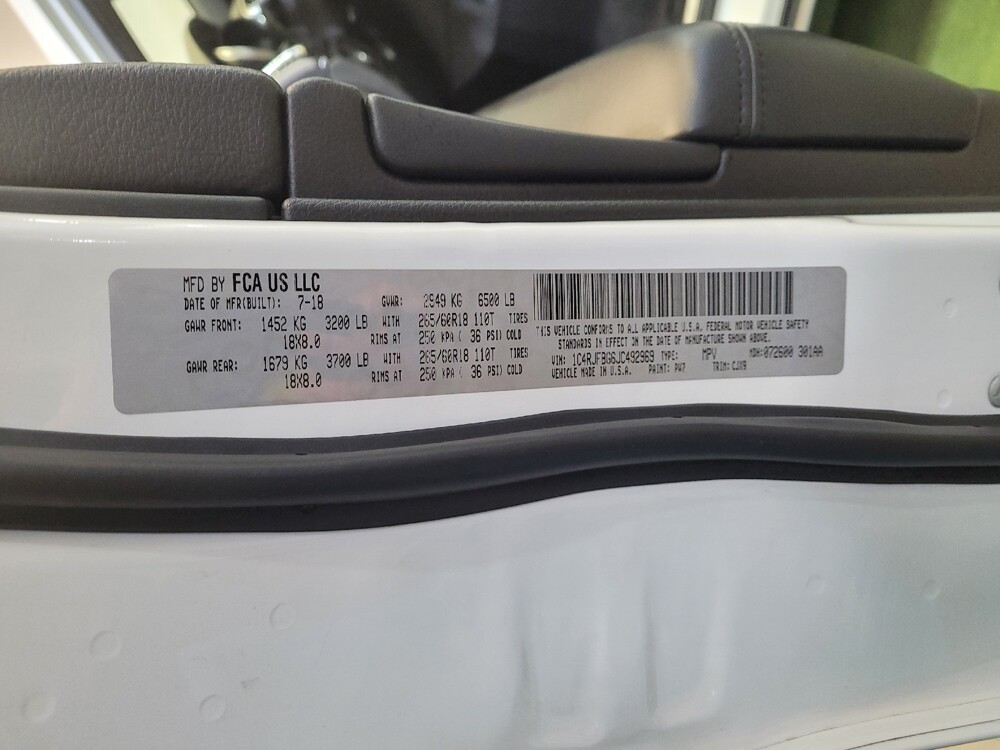 MFD BY FCA US LLC
DATE OF MFR(BUILT): 7-18 GVWR: 2949 KG 6500 LB
GAWR FRONT: 1452 KG 3200 LB WITH 265/60R18 110T TIRES
18X8.0 RIMS AT 250 KPA ( 36 PSI) COLD
GAWR REAR: 1679 KG 3700 LB WITH 265/60R18 110T TIRES
18X8.0 RIMS AT 250 KPA ( 36 PSI) COLD
THIS VEHICLE CONFORMS TO ALL APPLICABLE U.S.A. FEDERAL MOTOR VEHICLE SAFETY
STANDARDS IN EFFECT ON THE DATE OF MANUFACTURE SHOWN ABOVE.
VIN: 1C4RJFBG6JC492969 TYPE: MPV MDH:072600 301AA
VEHICLE MADE IN U.S.A. PAINT: PW7 TRIM: CJX9